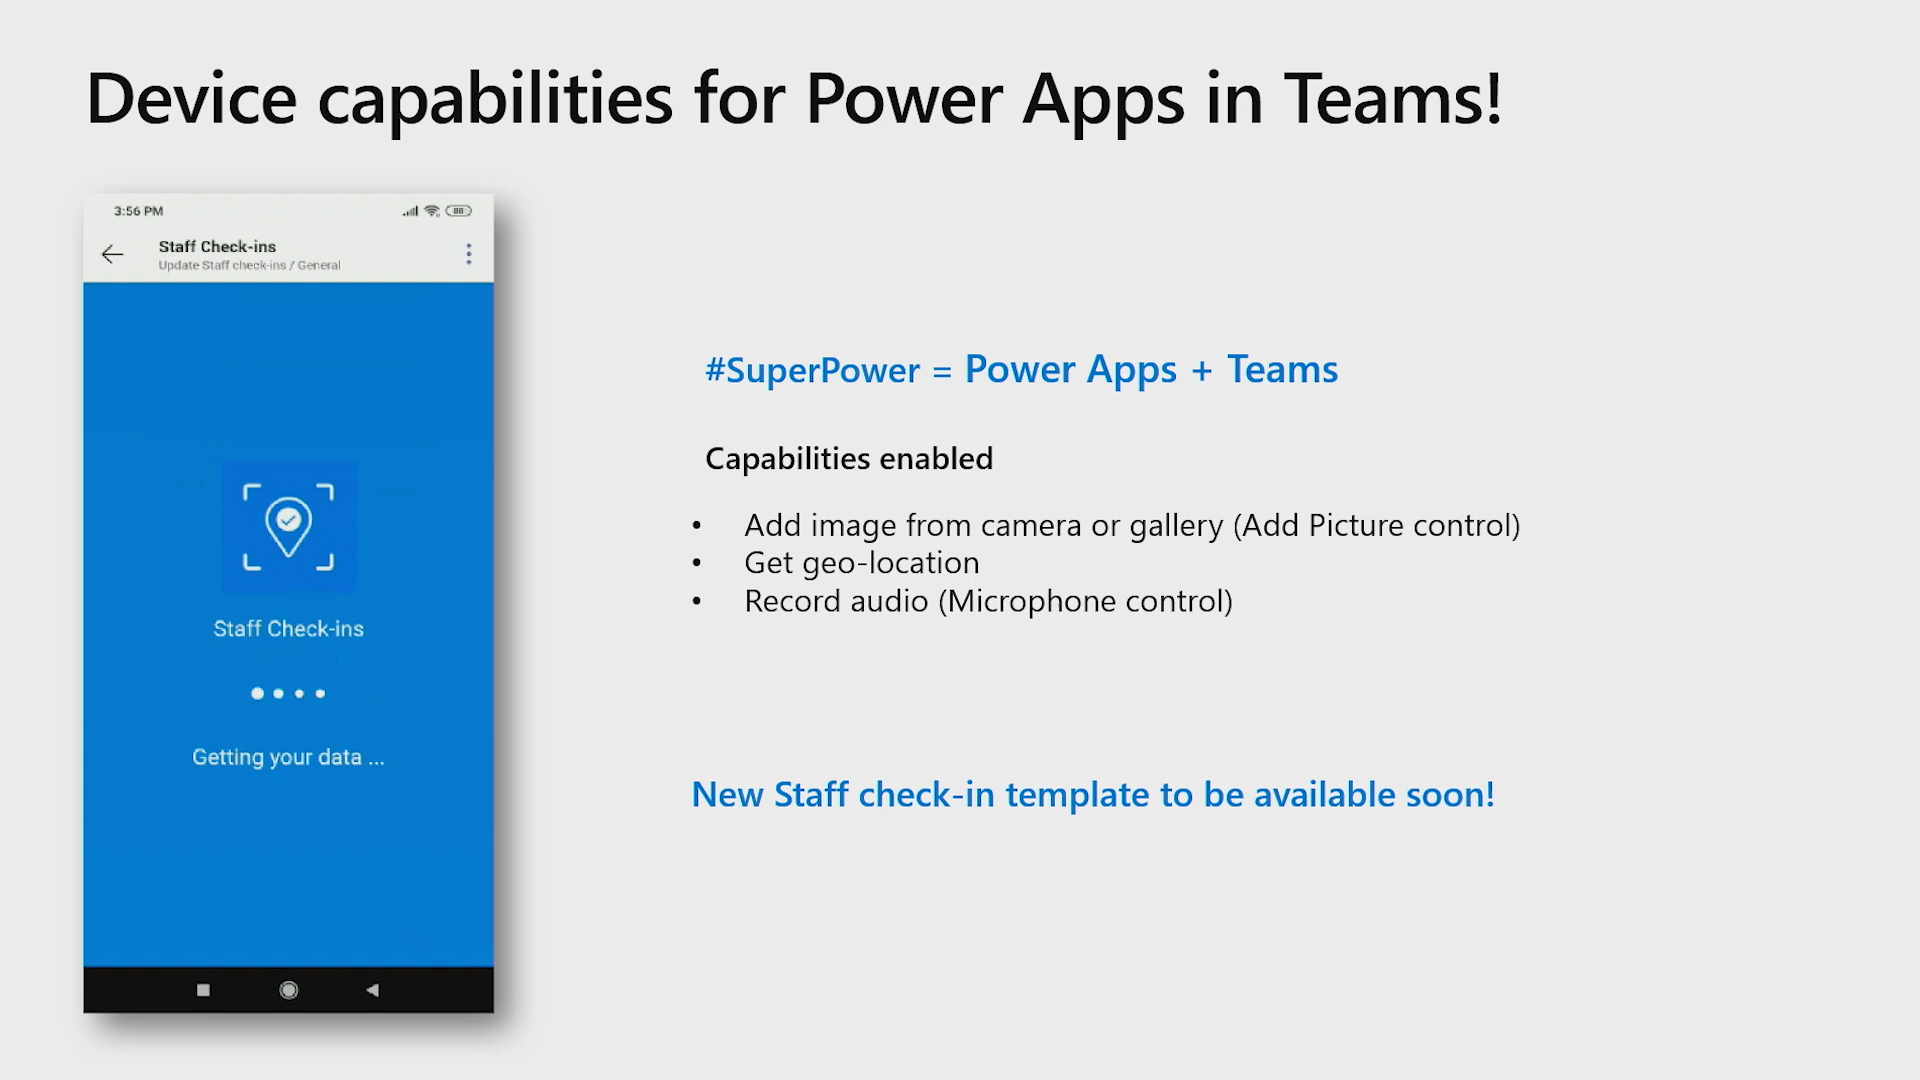 Device capabilities for Power Apps in Teams!
3:56 PM
88
Staff Check-ins
Update Staff check-ins / General
Staff Check-ins
Getting your data ...
#SuperPower = Power Apps + Teams
Capabilities enabled
• Add image from camera or gallery (Add Picture control)
• Get geo-location
• Record audio (Microphone control)
New Staff check-in template to be available soon!